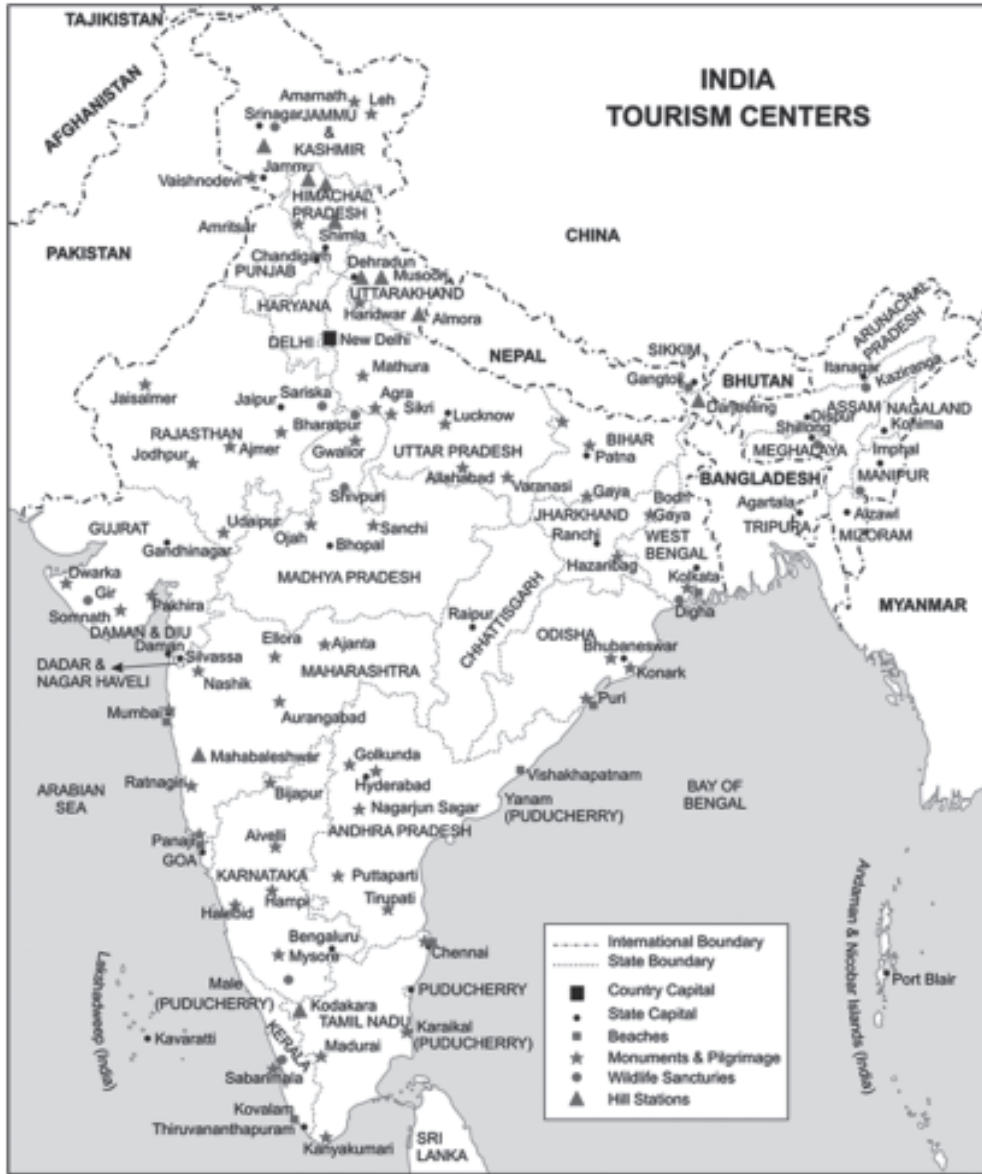 TAJIKISTAN
AFGHANISTAN
INDIA
TOURISM CENTERS
Amarnath
Leh
Srinagar
JAMMU
&
KASHMIR
Jammu
Vaishnodevi
HIMACHAL
PRADESH
Amritsar
Shimla
PAKISTAN
CHINA
Chandigarh
PUNJAB
Dehradun
Musoori
UTTARAKHAND
HARYANA
Haridwar
Almora
DELHI
New Delhi
NEPAL
SIKKIM
ARUNACHAL
PRADESH
Mathura
Gangtok
BHUTAN
Itanagar
Kaziranga
Jaisalmer
Sariska
Agra
Jaipur
Sikri
Lucknow
Darjeeling
Dispur
ASSAM
NAGALAND
Bharatpur
Shillong
Kohima
RAJASTHAN
Ajmer
Gwalior
UTTAR PRADESH
BIHAR
Patna
MEGHALAYA
Imphal
Jodhpur
Allahabad
Varanasi
BANGLADESH
MANIPUR
Shivpuri
Gaya
Bodh
Gaya
Agartala
Aizawl
GUJRAT
Udaipur
Ojah
Sanchi
JHARKHAND
TRIPURA
Gandhinagar
Bhopal
Ranchi
WEST
BENGAL
MIZORAM
Hazaribag
Dwarka
MADHYA PRADESH
Kolkata
Gir
Pakhira
Digha
MYANMAR
Somnath
Raipur
CHHATTISGARH
DAMAN & DIU
Daman
Ellora
Ajanta
ODISHA
Bhubaneswar
Silvassa
DADAR &
NAGAR HAVELI
MAHARASHTRA
Konark
Nashik
Mumbai
Aurangabad
Puri
Mahabaleshwar
Golkunda
ARABIAN
SEA
Ratnagiri
Bijapur
Hyderabad
Vishakhapatnam
BAY OF
BENGAL
Nagarjun Sagar
Yanam
(PUDUCHERRY)
ANDHRA PRADESH
Panaji
GOA
Aivelli
KARNATAKA
Puttaparti
Hampi
Tirupati
Halebid
Bengaluru
Chennai
Mysore
Male
(PUDUCHERRY)
PUDUCHERRY
Kodakara
TAMIL NADU
Karaikal
(PUDUCHERRY)
Lakshadweep (India)
Kavaratti
KERALA
Madurai
Sabarimala
Kovalam
Thiruvananthapuram
Kanyakumari
SRI
LANKA
Andaman & Nicobar Islands (India)
Port Blair
International Boundary
State Boundary
Country Capital
State Capital
Beaches
Monuments & Pilgrimage
Wildlife Sancturies
Hill Stations